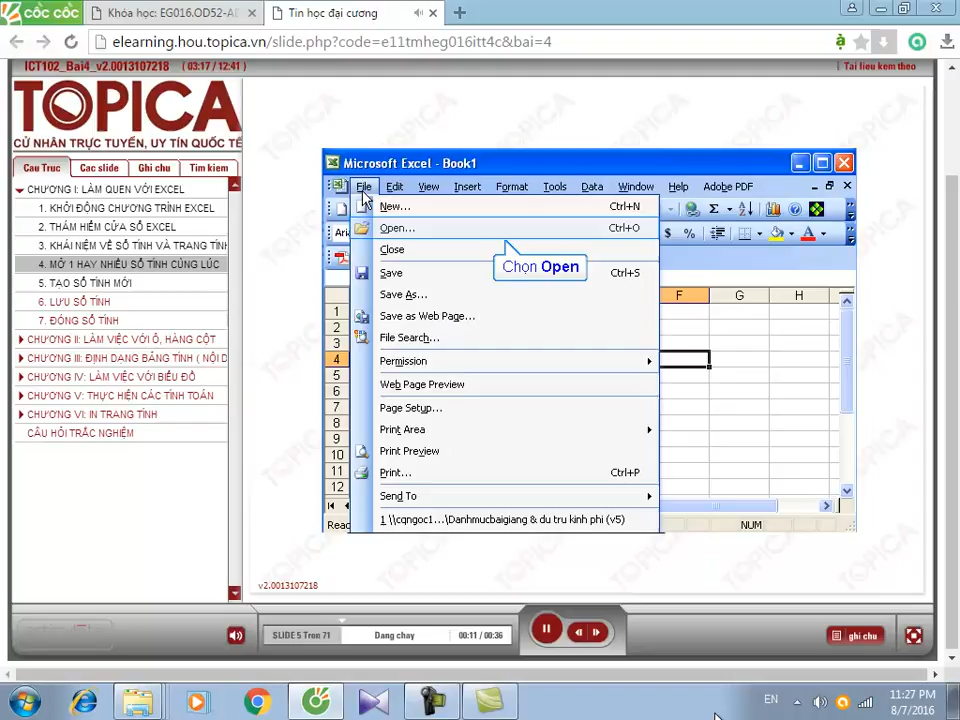 CỐC CỐC
Khóa học: EG016.OD52-AD
Tin học đại cương
elearning.hou.topica.vn/slide.php?code=e11tmheg016itt4c&bai=4
ICT102_Bai4_v2.0013107218 (03:17 / 12:41)
Tai lieu kem theo
TOPICA
CỬ NHÂN TRỰC TUYẾN, UY TÍN QUỐC TẾ
Cau Truc
Cac slide
Ghi chu
Tim kiem
CHƯƠNG I: LÀM QUEN VỚI EXCEL
1. KHỞI ĐỘNG CHƯƠNG TRÌNH EXCEL
2. THÁM HIỂM CỬA SỔ EXCEL
3. KHÁI NIỆM VỀ SỔ TÍNH VÀ TRANG TÍNH
4. MỞ 1 HAY NHIỀU SỔ TÍNH CÙNG LÚC
5. TẠO SỔ TÍNH MỚI
6. LƯU SỔ TÍNH
7. ĐÓNG SỔ TÍNH
CHƯƠNG II: LÀM VIỆC VỚI Ô, HÀNG CỘT
CHƯƠNG III: ĐỊNH DẠNG BẢNG TÍNH ( NỘI D
CHƯƠNG IV: LÀM VIỆC VỚI BIỂU ĐỒ
CHƯƠNG V: THỰC HIỆN CÁC TÍNH TOÁN
CHƯƠNG VI: IN TRANG TÍNH
CÂU HỎI TRẮC NGHIỆM
Microsoft Excel - Book1
File Edit View Insert Format Tools Data Window Help Adobe PDF
New... Ctrl+N
Open... Ctrl+O
Close
Chọn Open
Save Ctrl+S
Save As...
Save as Web Page...
File Search...
Permission
Web Page Preview
Page Setup...
Print Area
Print Preview
Print... Ctrl+P
Send To
1 \\cqngoc1...\Danhmucbaigiang & du tru kinh phi (v5)
Aria
$ %
F G H
1
2
3
4
5
6
7
8
9
10
11
12
Read
NUM
v2.0013107218
SLIDE 5 Tren 71
Dang chay
00:11 / 00:36
ghi chu
EN
11:27 PM
8/7/2016